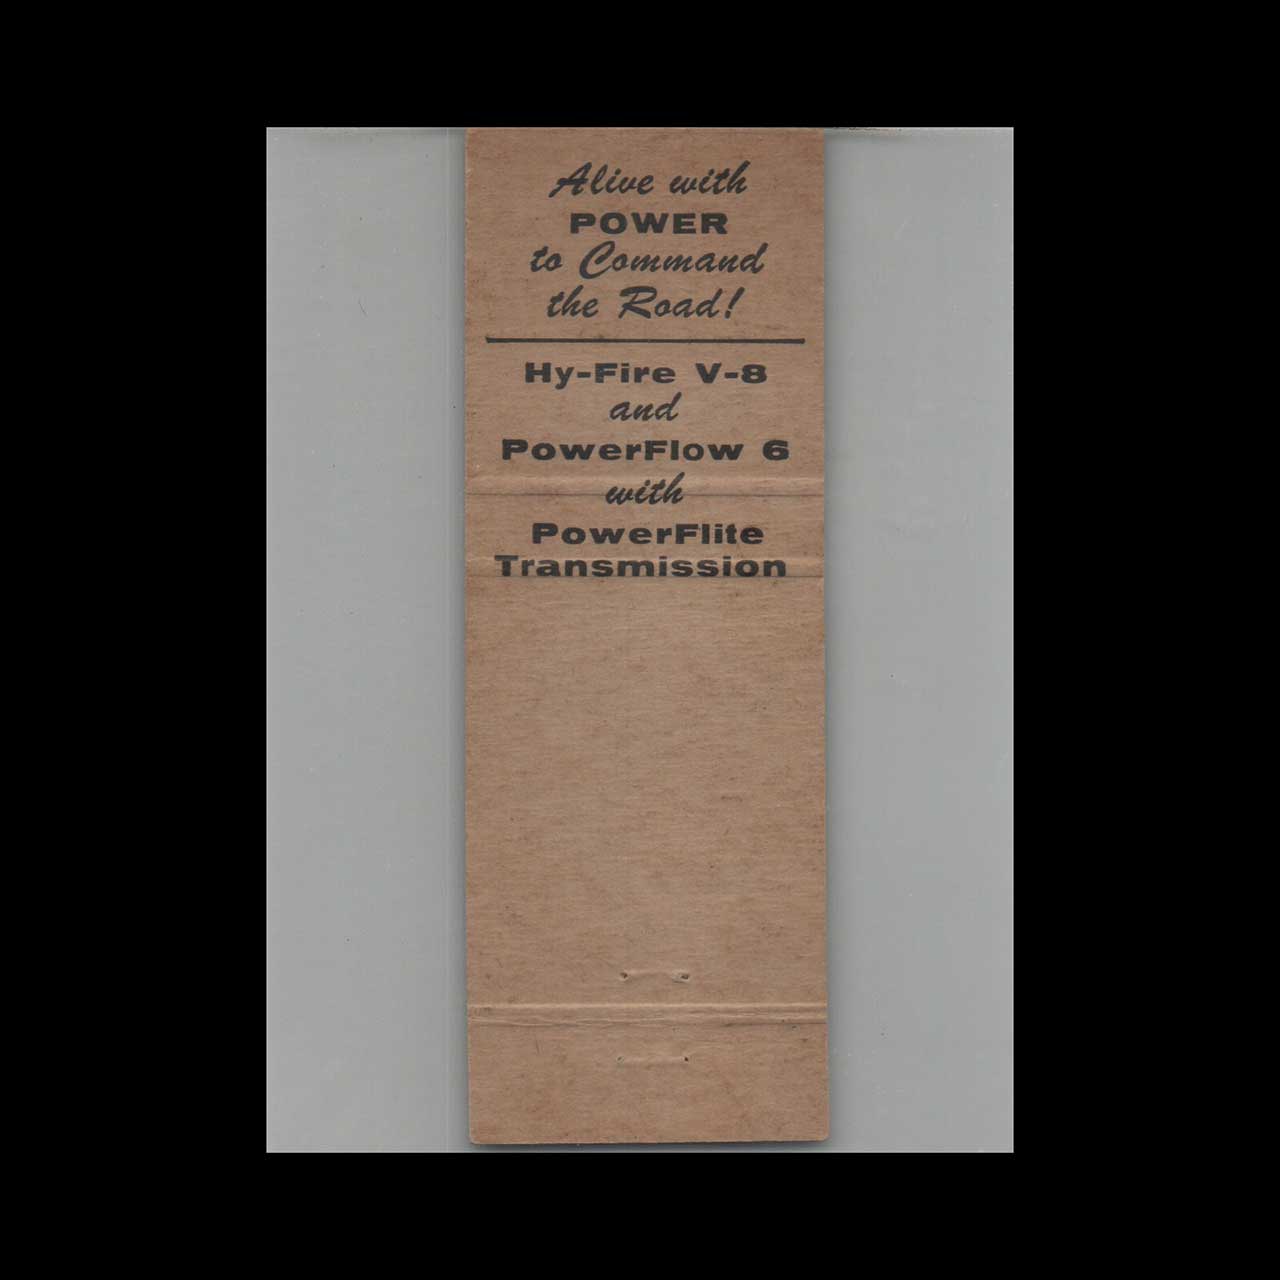 Alive with
POWER
to Command
the Road!
Hy-Fire V-8
and
PowerFlow 6
with
PowerFlite
Transmission